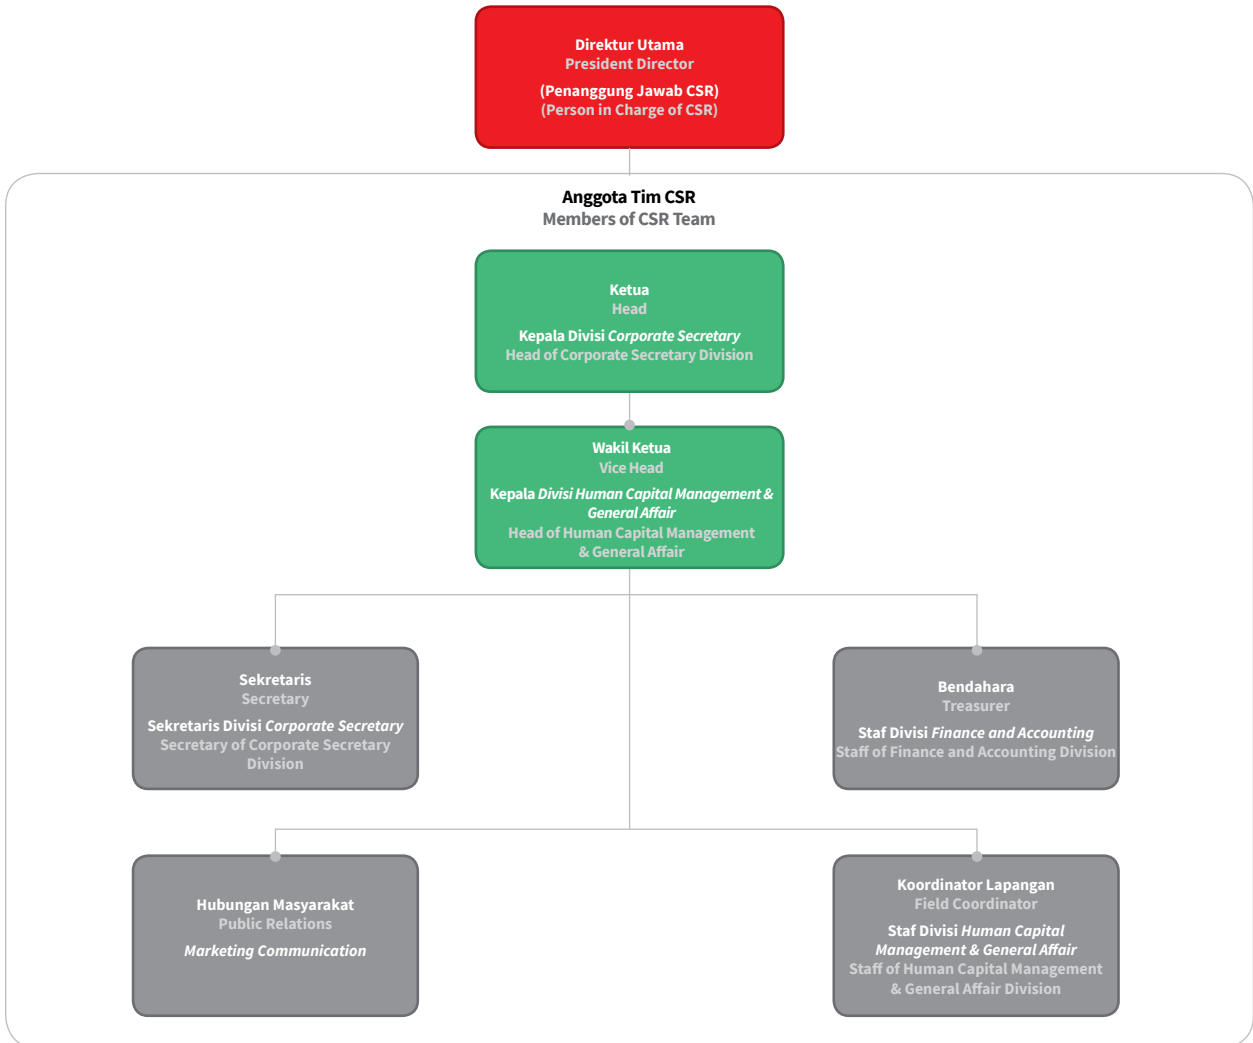 Direktur Utama
President Director
(Penanggung Jawab CSR)
(Person in Charge of CSR)
Anggota Tim CSR
Members of CSR Team
Ketua
Head
Kepala Divisi Corporate Secretary
Head of Corporate Secretary Division
Wakil Ketua
Vice Head
Kepala Divisi Human Capital Management &
General Affair
Head of Human Capital Management
& General Affair
Sekretaris
Secretary
Sekretaris Divisi Corporate Secretary
Secretary of Corporate Secretary
Division
Bendahara
Treasurer
Staf Divisi Finance and Accounting
Staff of Finance and Accounting Division
Hubungan Masyarakat
Public Relations
Marketing Communication
Koordinator Lapangan
Field Coordinator
Staf Divisi Human Capital
Management & General Affair
Staff of Human Capital Management
& General Affair Division